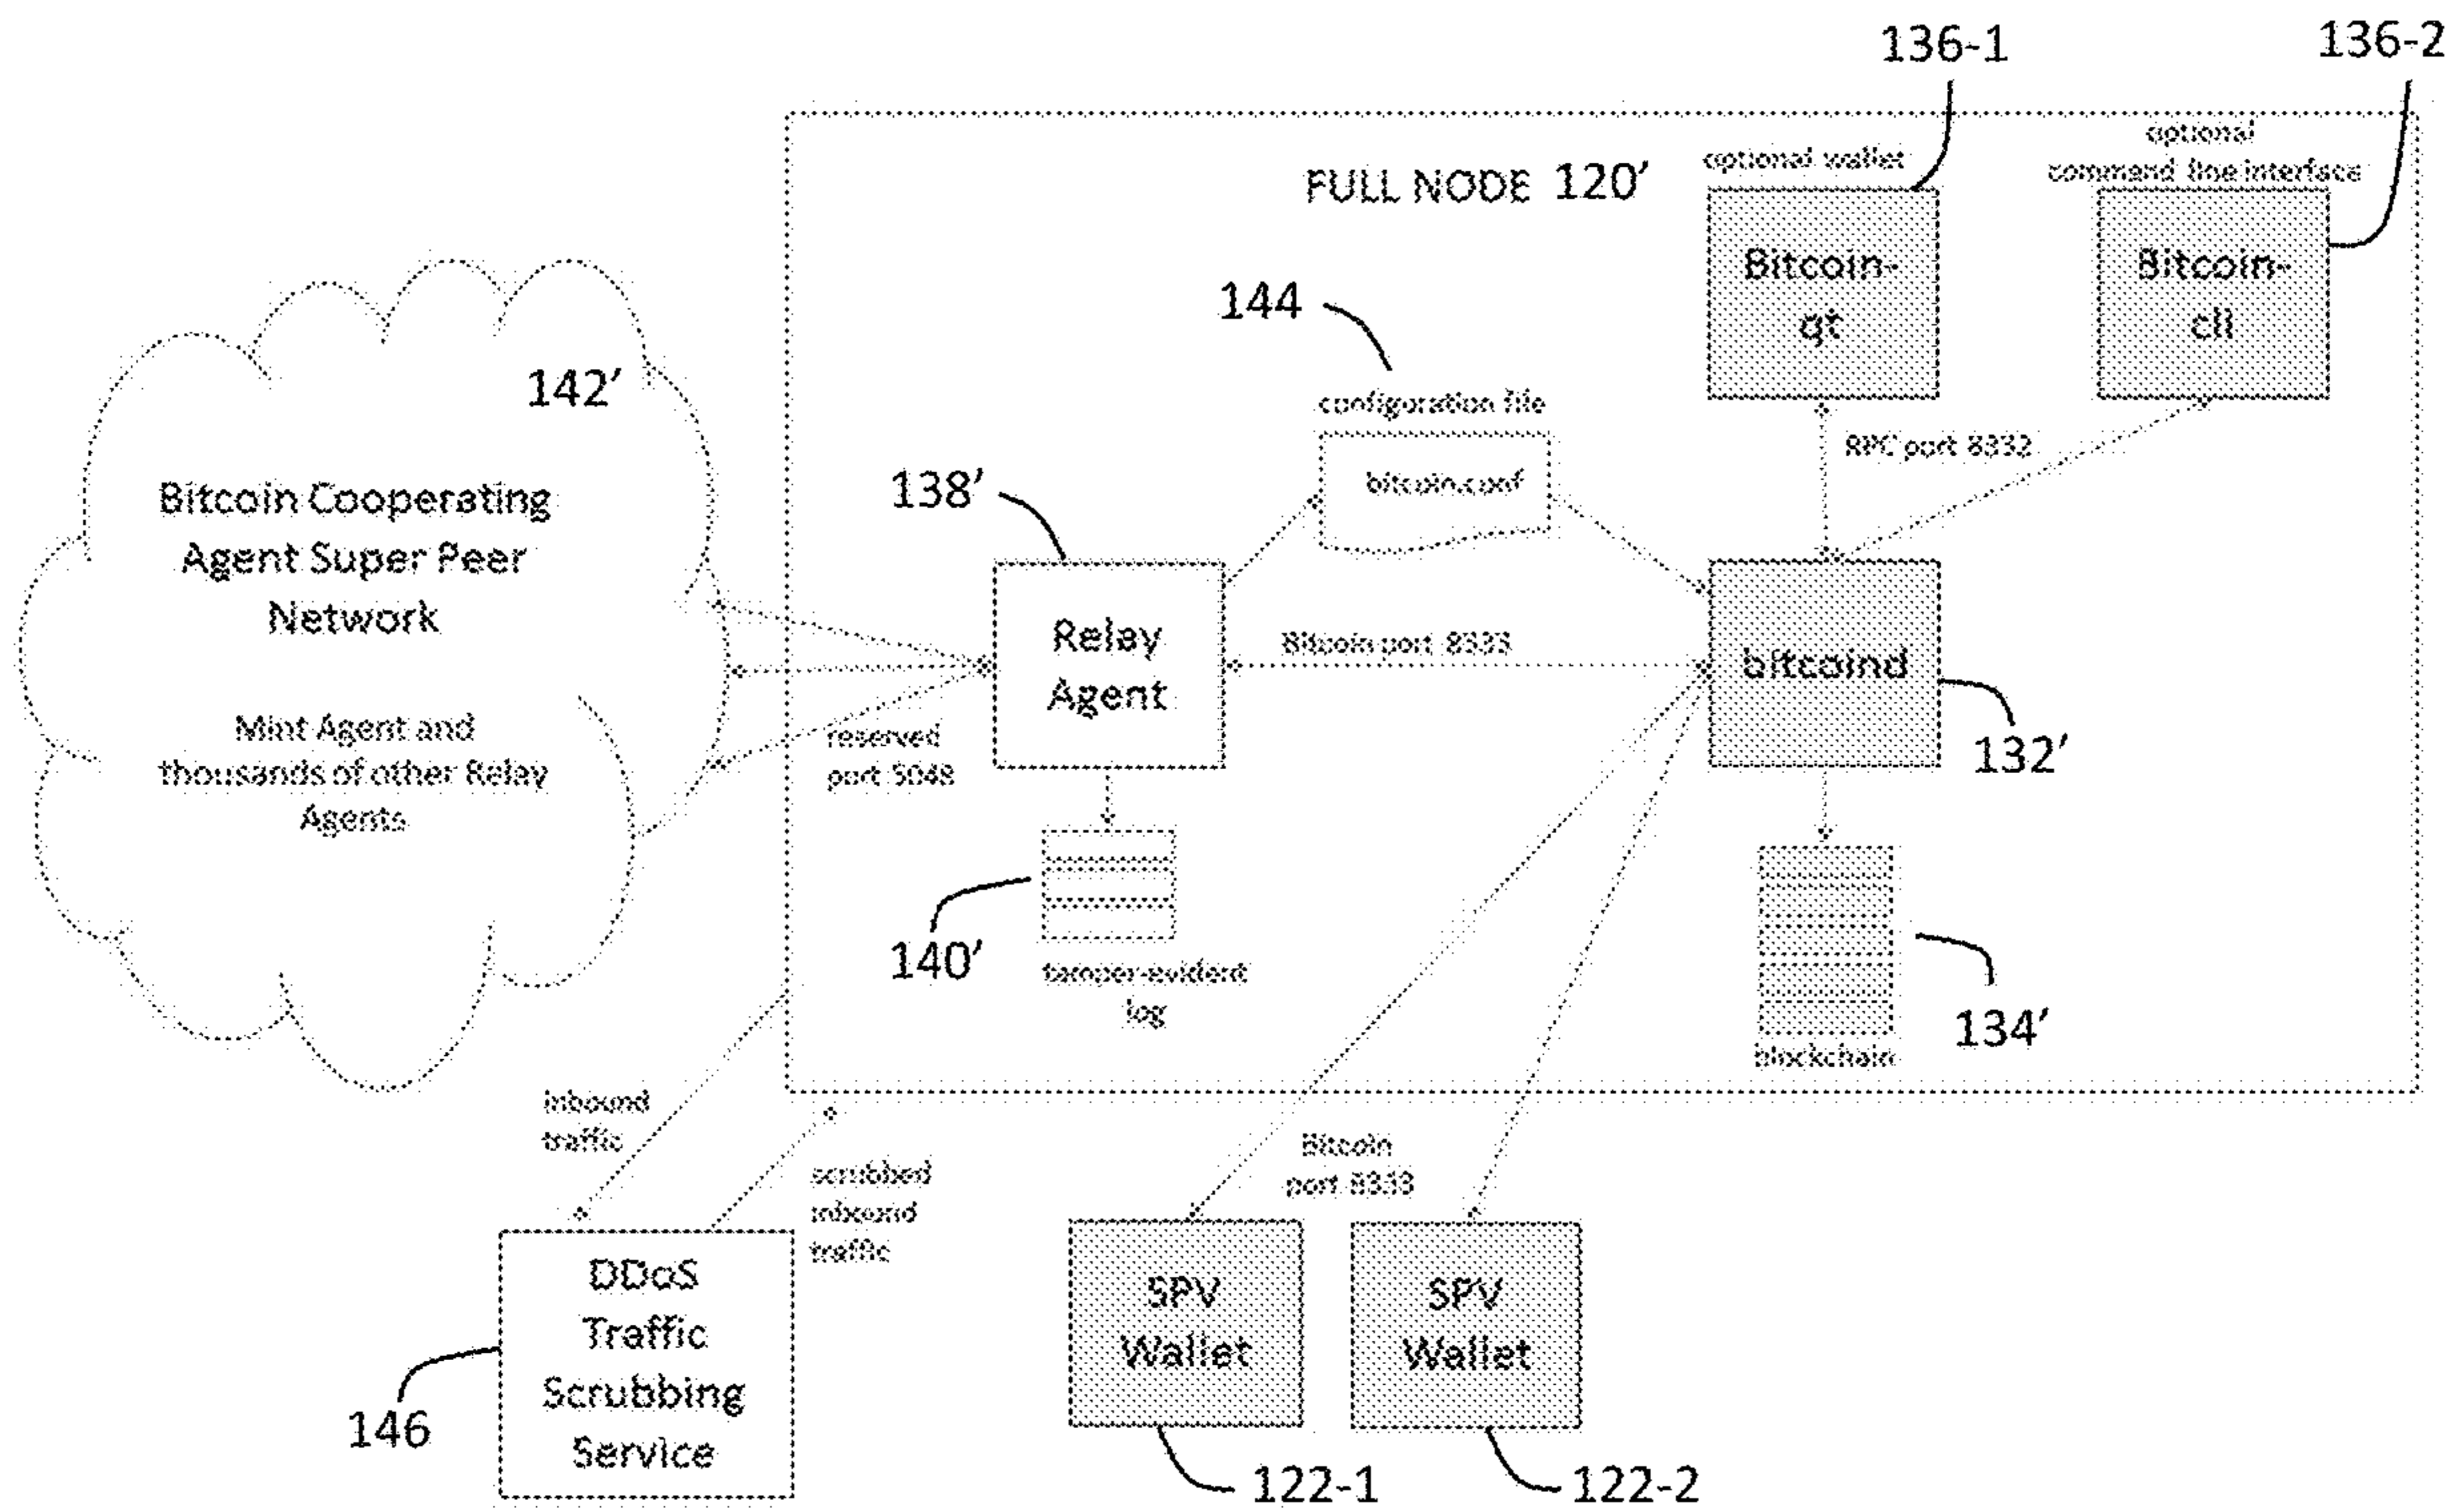 136-1
136-2
optional
optional wallet
command line interface
FULL NODE 120’
Bitcoin-
qt
Bitcoin-
cli
144
142’
configuration file
bitcoin.conf
RPC port 8332
138’
Bitcoin Cooperating
Agent Super Peer
Network
Relay
Agent
Bitcoin port 8333
bitcoind
Mint Agent and
thousands of other Relay
Agents
reserved
port 5048
132’
140’
tamper-evident
log
134’
blockchain
inbound
traffic
scrubbed
inbound
traffic
Bitcoin
port 8333
DDoS
Traffic
Scrubbing
Service
SPV
Wallet
SPV
Wallet
146
122-1
122-2